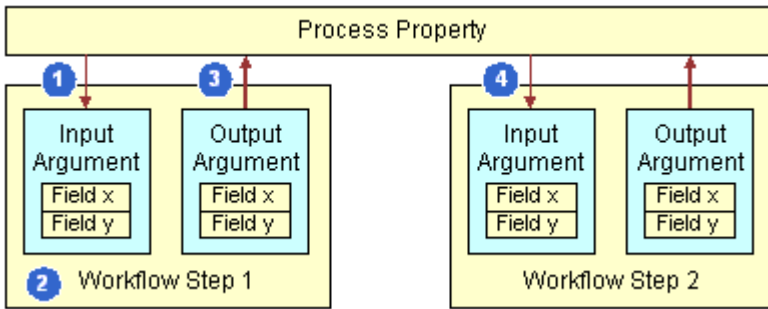 Process Property
1
3
4
Input
Argument
Field x
Field y
Output
Argument
Field x
Field y
Input
Argument
Field x
Field y
Output
Argument
Field x
Field y
2
Workflow Step 1
Workflow Step 2